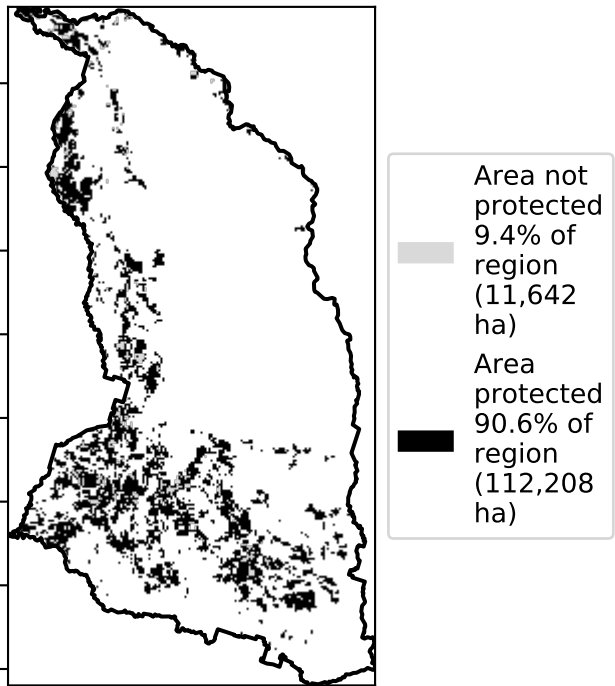 Area not
protected
9.4% of
region
(11,642
ha)
Area
protected
90.6% of
region
(112,208
ha)